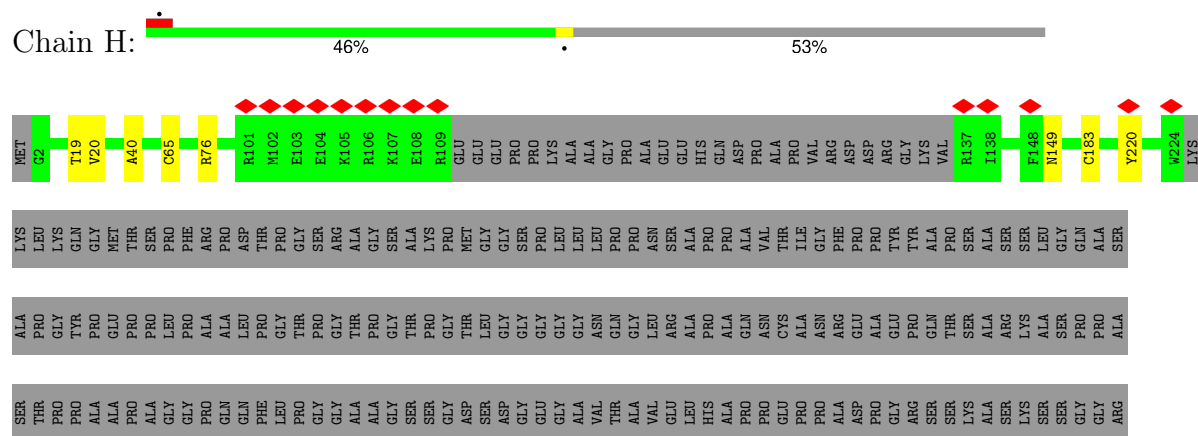 Chain H: 46% 53%
MET G2 T19 V20 A40 C65 R76 R101 M102 E103 E104 K105 R106 K107 E108 R109 GLU GLU GLU PRO PRO LYS ALA ALA GLY PRO ALA GLU GLU HIS GLN ASP PRO ALA PRO VAL ARG ASP ASP ARG GLY LYS VAL R137 I138 F148 N149 C183 Y220 W224 LYS
LYS LEU LYS GLN GLY MET THR SER PRO PHE ARG PRO ASP THR PRO GLY SER ARG ALA GLY SER ALA LYS PRO MET GLY GLY SER PRO LEU LEU LEU PRO PRO ASN SER ALA PRO PRO ALA VAL THR ILE GLY PHE PRO PRO TYR TYR ALA PRO SER ALA SER SER LEU GLY GLN ALA SER
ALA PRO GLY TYR PRO GLU PRO PRO LEU PRO ALA ALA LEU PRO GLY THR PRO GLY THR PRO GLY THR PRO GLY THR LEU GLY GLY GLY GLY GLY ASN GLN GLY LEU ARG ALA PRO ALA GLN ASN CYS ALA ASN ARG GLU ALA GLU PRO GLN THR SER ALA ARG LYS ALA SER PRO PRO ALA
SER THR PRO PRO ALA ALA PRO ALA GLY GLY PRO GLN GLN PHE LEU PRO GLY GLY ALA ALA GLY SER SER GLY ASP SER ASP GLY GLU GLY ALA VAL THR ALA VAL GLU LEU HIS ALA PRO PRO GLU PRO PRO ALA ASP PRO GLY ARG SER SER LYS ALA SER LYS SER SER GLY GLY ARG